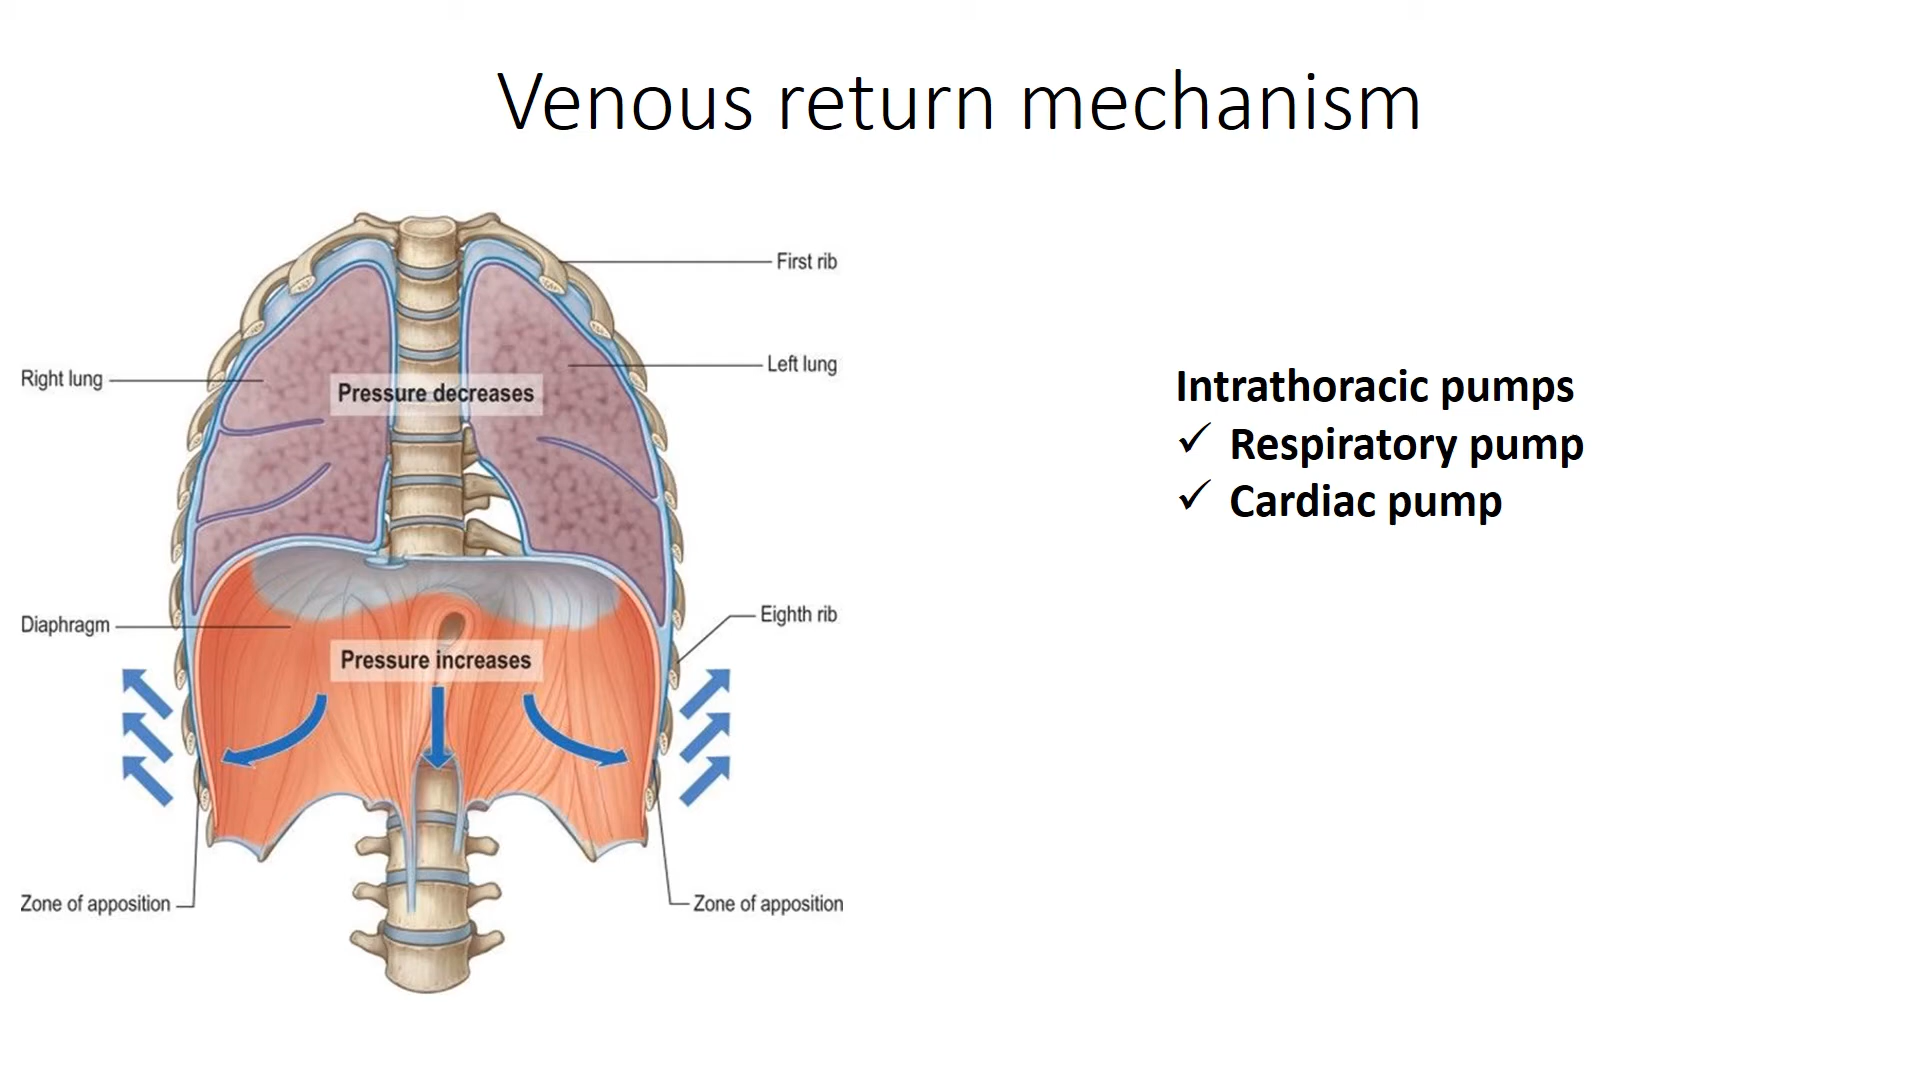 Venous return mechanism
First rib
Left lung
Right lung
Pressure decreases
Diaphragm
Eighth rib
Pressure increases
Zone of apposition
Zone of apposition
Intrathoracic pumps
✓ Respiratory pump
✓ Cardiac pump